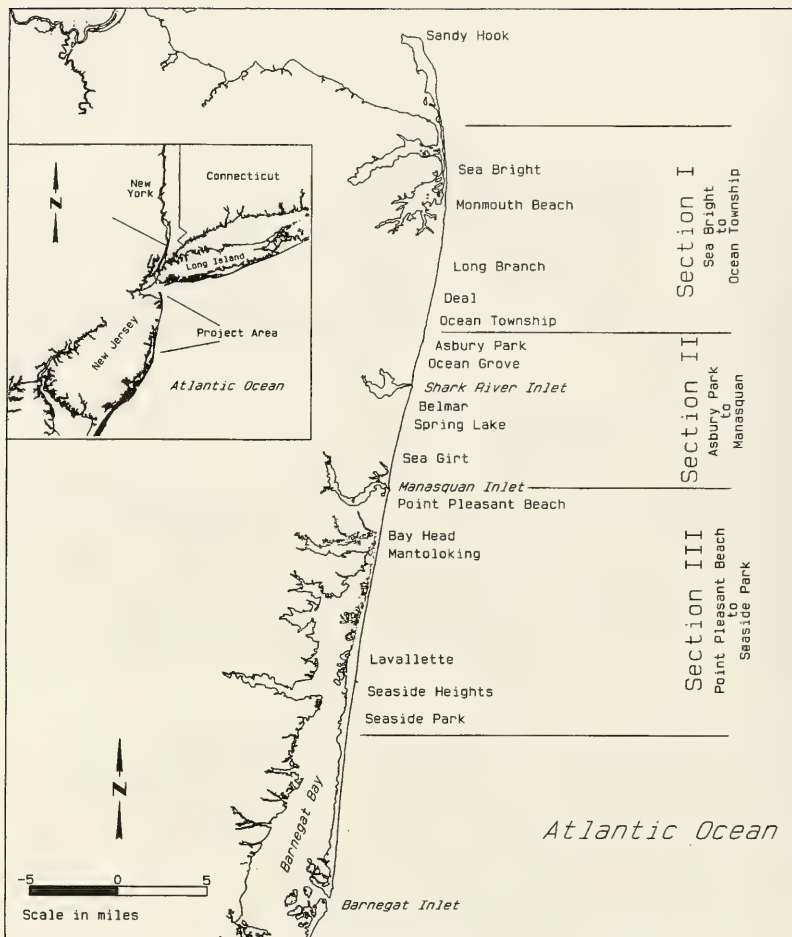 Sandy Hook
New
York
Connecticut
N
Long Island
Project Area
New Jersey
Atlantic Ocean
Sea Bright
Monmouth Beach
Long Branch
Deal
Ocean Township
Section I
Sea Bright
to
Ocean Township
Asbury Park
Ocean Grove
Shark River Inlet
Belmar
Spring Lake
Sea Girt
Manasquan Inlet
Section II
Asbury Park
to
Manasquan
Point Pleasant Beach
Bay Head
Mantoloking
Lavallette
Seaside Heights
Seaside Park
Section III
Point Pleasant Beach
to
Seaside Park
N
Barnegat Bay
Atlantic Ocean
-5 0 5
Scale in miles
Barnegat Inlet